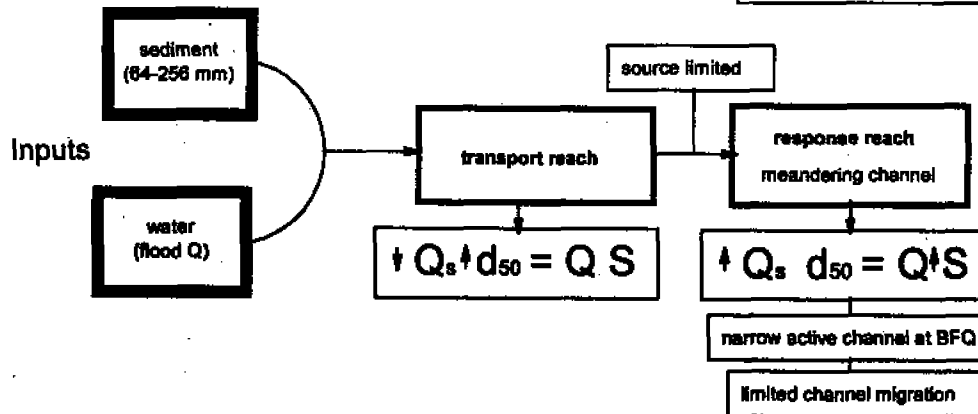 sediment
(64-256 mm)
source limited
Inputs
transport reach
response reach
meandering channel
water
(flood Q)
↓ Qs ↑ d50 = Q S
↑ Qs d50 = Q ↑ S
narrow active channel at BFQ
limited channel migration